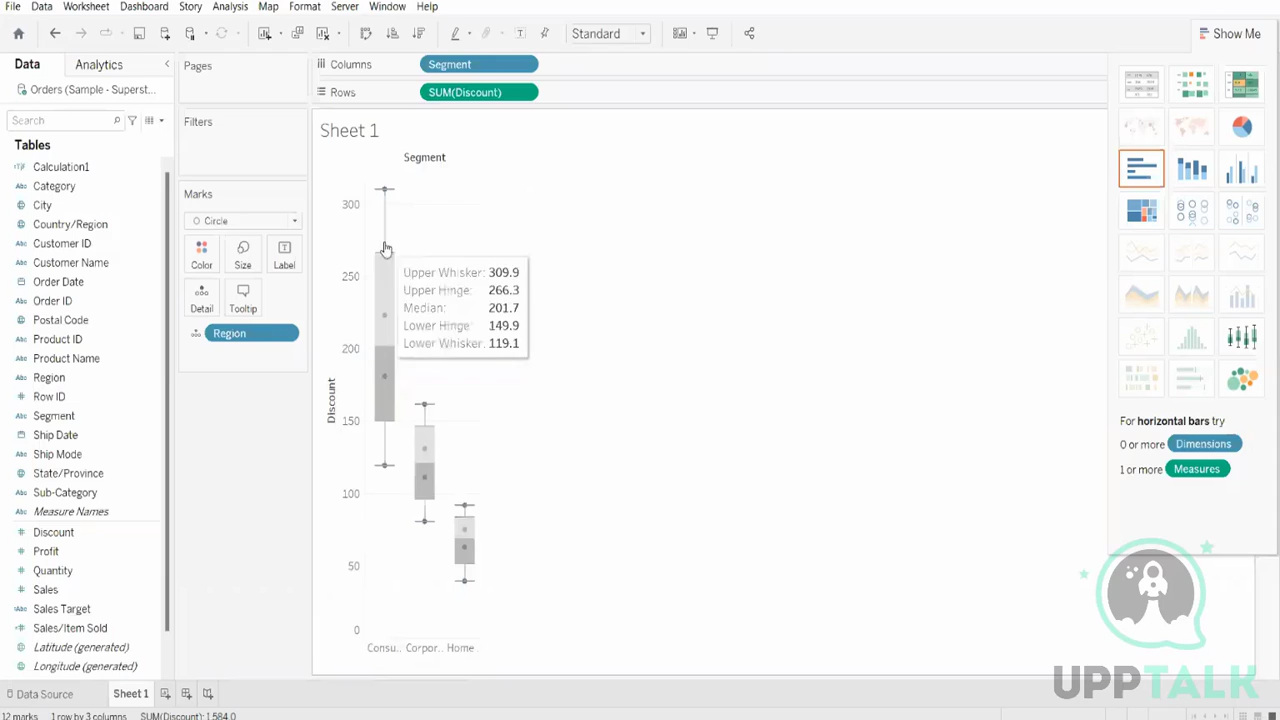 File Data Worksheet Dashboard Story Analysis Map Format Server Window Help
Standard
Show Me
Data Analytics
Orders (Sample - Superst...
Search
Tables
Calculation1
Category
City
Country/Region
Customer ID
Customer Name
Order Date
Order ID
Postal Code
Product ID
Product Name
Region
Row ID
Segment
Ship Date
Ship Mode
State/Province
Sub-Category
Measure Names
Discount
Profit
Quantity
Sales
Sales Target
Sales/Item Sold
Latitude (generated)
Longitude (generated)
Pages
Filters
Marks
Circle
Color Size Label
Detail Tooltip
Region
Columns Segment
Rows SUM(Discount)
Sheet 1
Segment
300
250
200
150
100
50
0
Discount
Consu.. Corpor.. Home
Upper Whisker: 309.9
Upper Hinge: 266.3
Median: 201.7
Lower Hinge: 149.9
Lower Whisker: 119.1
For horizontal bars try
0 or more Dimensions
1 or more Measures
UPPTALK
Data Source Sheet 1
12 marks 1 row by 3 columns SUM(Discount): 1,584.0